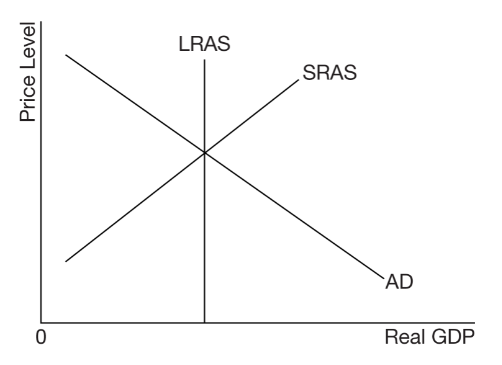 Price Level
LRAS
SRAS
AD
0
Real GDP